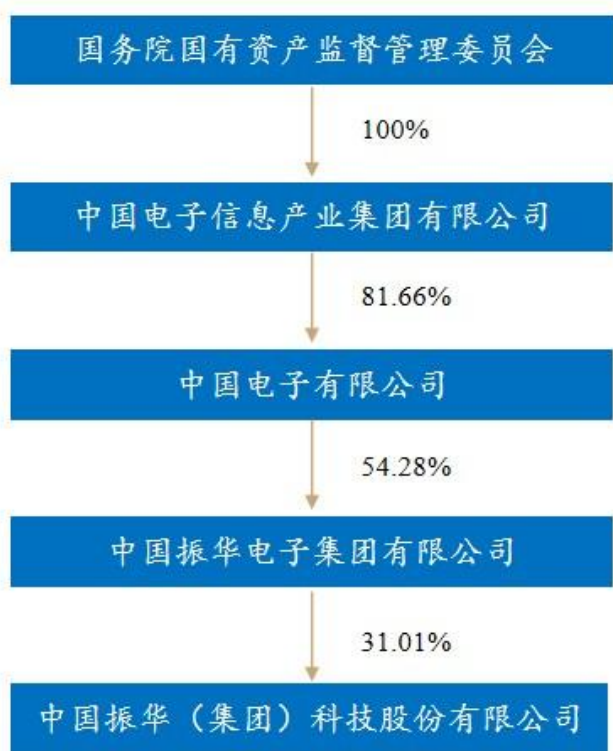 国务院国有资产监督管理委员会
100%
中国电子信息产业集团有限公司
81.66%
中国电子有限公司
54.28%
中国振华电子集团有限公司
31.01%
中国振华（集团）科技股份有限公司